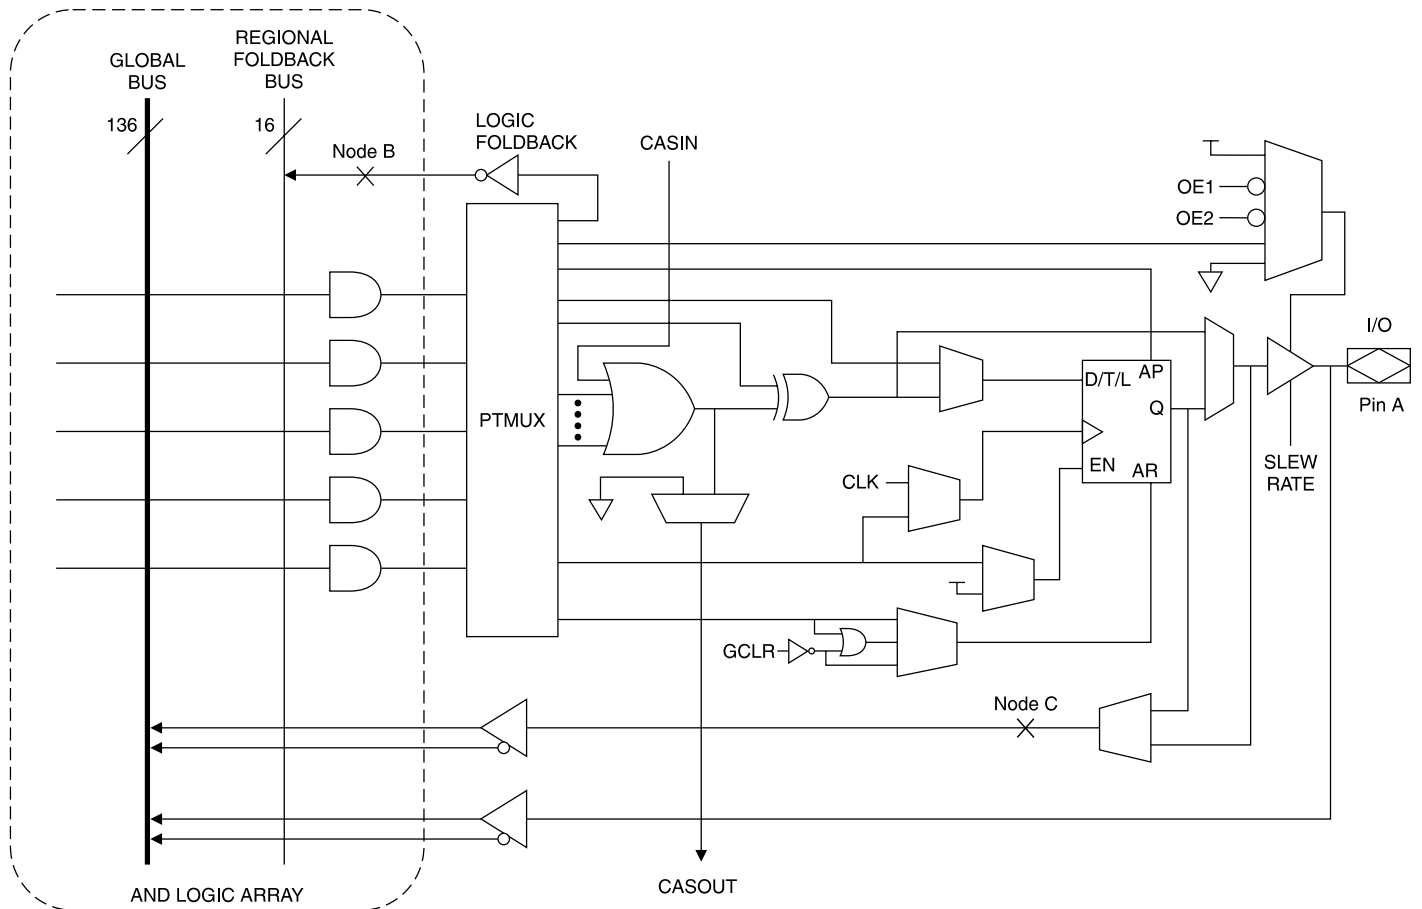 GLOBAL
BUS
REGIONAL
FOLDBACK
BUS
136
16
Node B
LOGIC
FOLDBACK
CASIN
OE1
OE2
I/O
Pin A
PTMUX
D/T/L
AP
Q
EN
AR
SLEW
RATE
CLK
GCLR
Node C
CASOUT
AND LOGIC ARRAY